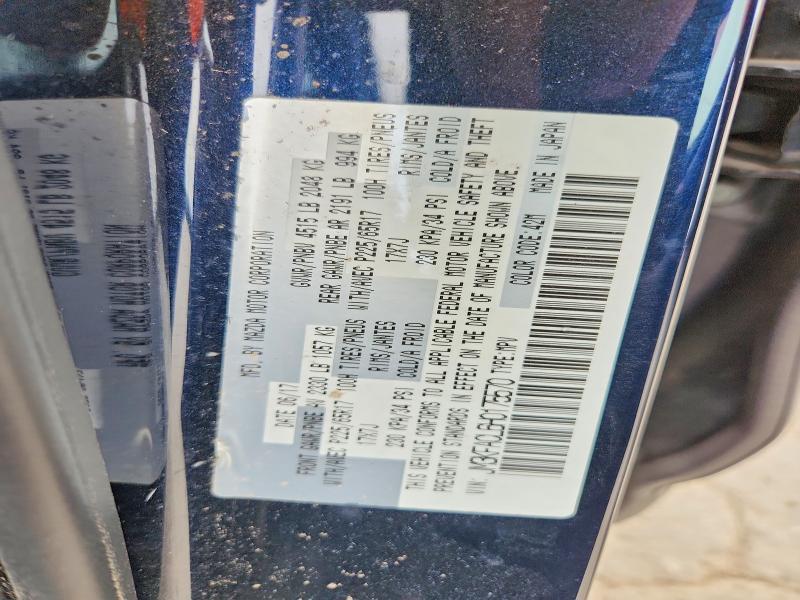 MFD. BY MAZDA MOTOR CORPORATION
DATE 06/17 GVWR/PNBV 4515 LB 2048 KG
FRONT GAWR/PNBE AV 2330 LB 1057 KG REAR GAWR/PNBE AR 2191 LB 994 KG
WITH/AVEC P225/65R17 100H TIRES/PNEUS WITH/AVEC P225/65R17 100H TIRES/PNEUS
17X7J RIMS/JANTES 17X7J RIMS/JANTES
230 KPA/34 PSI COLD/A FROID 230 KPA/34 PSI COLD/A FROID
THIS VEHICLE CONFORMS TO ALL APPLICABLE FEDERAL MOTOR VEHICLE SAFETY AND THEFT
PREVENTION STANDARDS IN EFFECT ON THE DATE OF MANUFACTURE SHOWN ABOVE.
VIN: TYPE:MPV COLOR CODE:42M MADE IN JAPAN